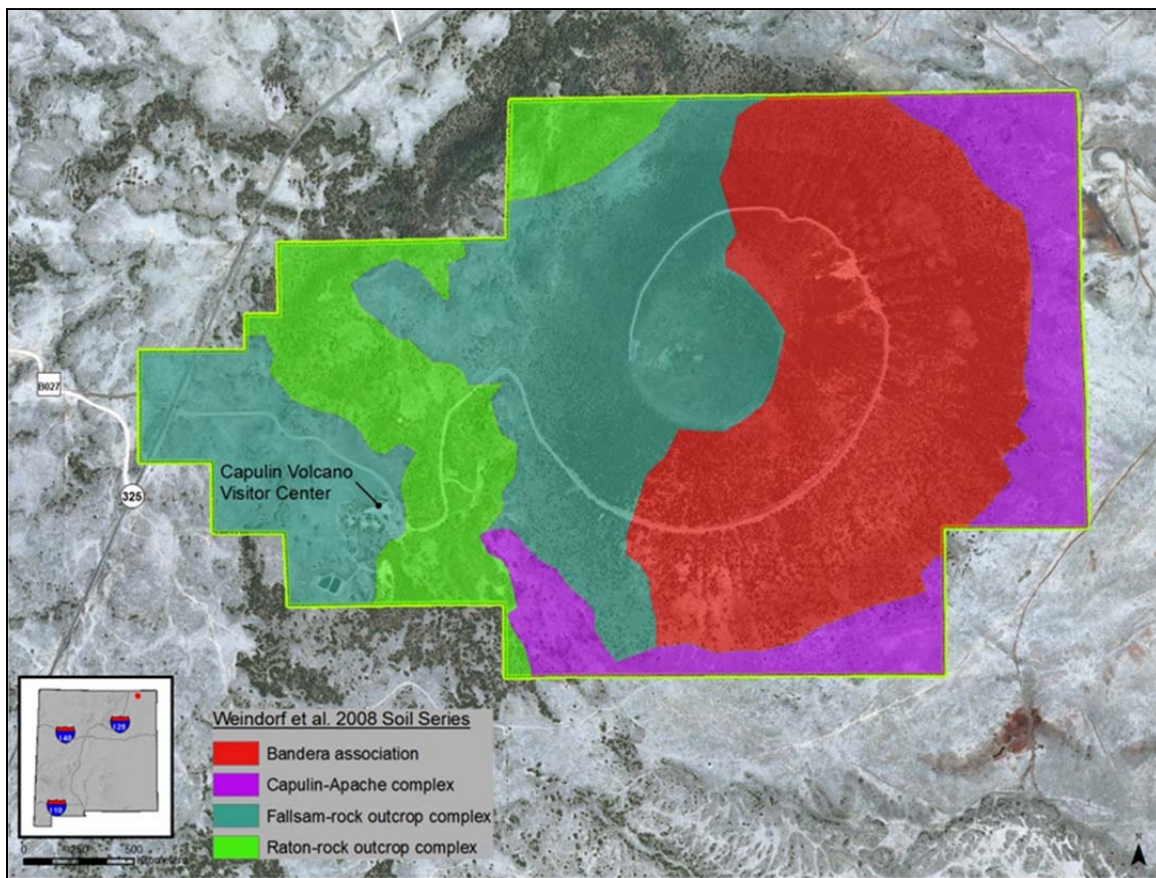 B027
325
Capulin Volcano
Visitor Center
Weindorf et al. 2008 Soil Series
Bandera association
Capulin-Apache complex
Fallsam-rock outcrop complex
Raton-rock outcrop complex
I-40
I-25
I-10
0 250 500
N